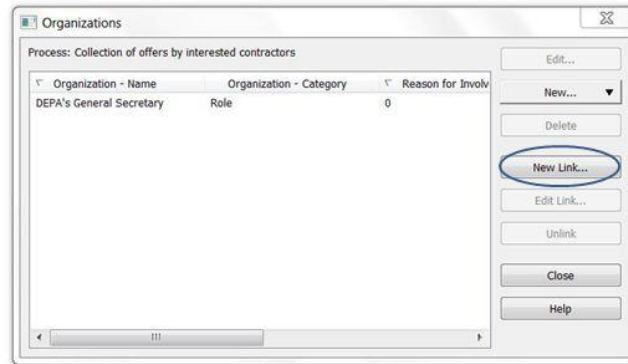 Organizations
Process: Collection of offers by interested contractors
Organization - Name Organization - Category Reason for Involv
DEPA's General Secretary Role 0
Edit...
New...
Delete
New Link...
Edit Link...
Unlink
Close
Help